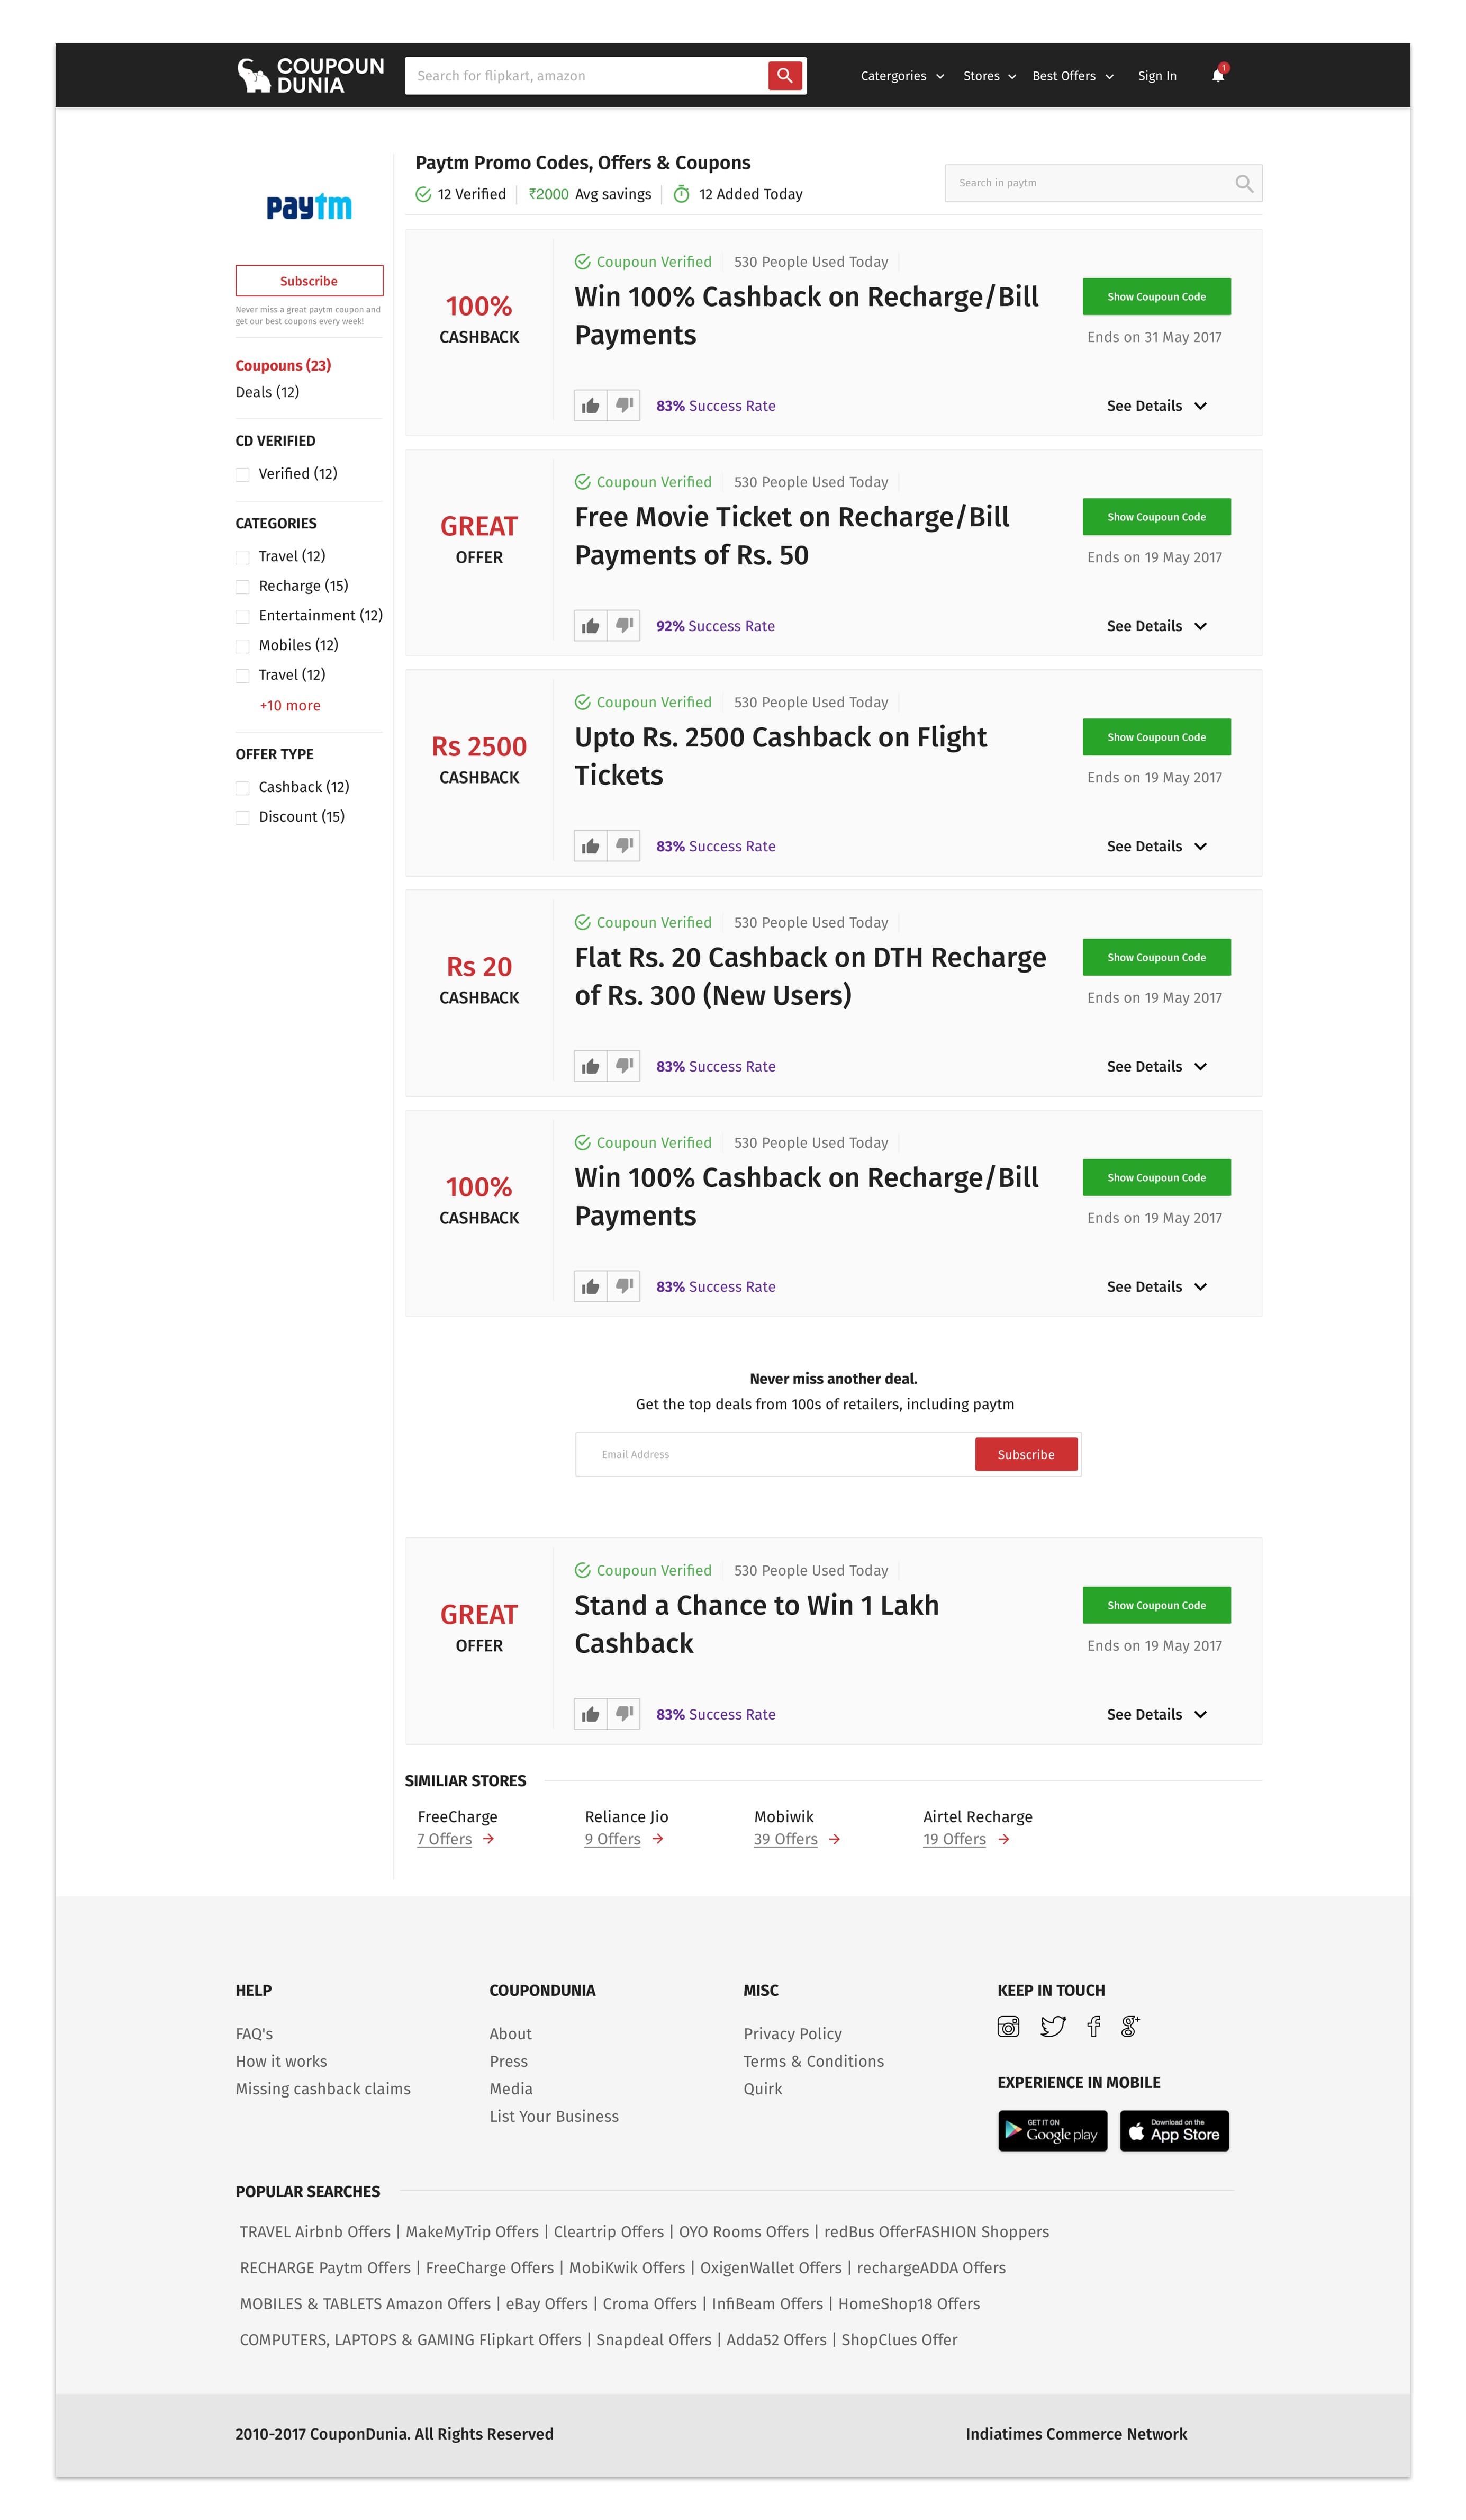 COUPOUN
DUNIA
Search for flipkart, amazon
Catergories
Stores
Best Offers
Sign In
1
paytm
Subscribe
Never miss a great paytm coupon and
get our best coupons every week!
Coupouns (23)
Deals (12)
CD VERIFIED
Verified (12)
CATEGORIES
Travel (12)
Recharge (15)
Entertainment (12)
Mobiles (12)
Travel (12)
+10 more
OFFER TYPE
Cashback (12)
Discount (15)
Paytm Promo Codes, Offers & Coupons
12 Verified
₹2000 Avg savings
12 Added Today
Search in paytm
100%
CASHBACK
Coupoun Verified
530 People Used Today
Win 100% Cashback on Recharge/Bill
Payments
83% Success Rate
Show Coupoun Code
Ends on 31 May 2017
See Details
GREAT
OFFER
Coupoun Verified
530 People Used Today
Free Movie Ticket on Recharge/Bill
Payments of Rs. 50
92% Success Rate
Show Coupoun Code
Ends on 19 May 2017
See Details
Rs 2500
CASHBACK
Coupoun Verified
530 People Used Today
Upto Rs. 2500 Cashback on Flight
Tickets
83% Success Rate
Show Coupoun Code
Ends on 19 May 2017
See Details
Rs 20
CASHBACK
Coupoun Verified
530 People Used Today
Flat Rs. 20 Cashback on DTH Recharge
of Rs. 300 (New Users)
83% Success Rate
Show Coupoun Code
Ends on 19 May 2017
See Details
100%
CASHBACK
Coupoun Verified
530 People Used Today
Win 100% Cashback on Recharge/Bill
Payments
83% Success Rate
Show Coupoun Code
Ends on 19 May 2017
See Details
Never miss another deal.
Get the top deals from 100s of retailers, including paytm
Email Address
Subscribe
GREAT
OFFER
Coupoun Verified
530 People Used Today
Stand a Chance to Win 1 Lakh
Cashback
83% Success Rate
Show Coupoun Code
Ends on 19 May 2017
See Details
SIMILIAR STORES
FreeCharge
7 Offers
Reliance Jio
9 Offers
Mobiwik
39 Offers
Airtel Recharge
19 Offers
HELP
FAQ's
How it works
Missing cashback claims
COUPONDUNIA
About
Press
Media
List Your Business
MISC
Privacy Policy
Terms & Conditions
Quirk
KEEP IN TOUCH
EXPERIENCE IN MOBILE
GET IT ON
Google play
Download on the
App Store
POPULAR SEARCHES
TRAVEL Airbnb Offers | MakeMyTrip Offers | Cleartrip Offers | OYO Rooms Offers | redBus OfferFASHION Shoppers
RECHARGE Paytm Offers | FreeCharge Offers | MobiKwik Offers | OxigenWallet Offers | rechargeADDA Offers
MOBILES & TABLETS Amazon Offers | eBay Offers | Croma Offers | InfiBeam Offers | HomeShop18 Offers
COMPUTERS, LAPTOPS & GAMING Flipkart Offers | Snapdeal Offers | Adda52 Offers | ShopClues Offer
2010-2017 CouponDunia. All Rights Reserved
Indiatimes Commerce Network